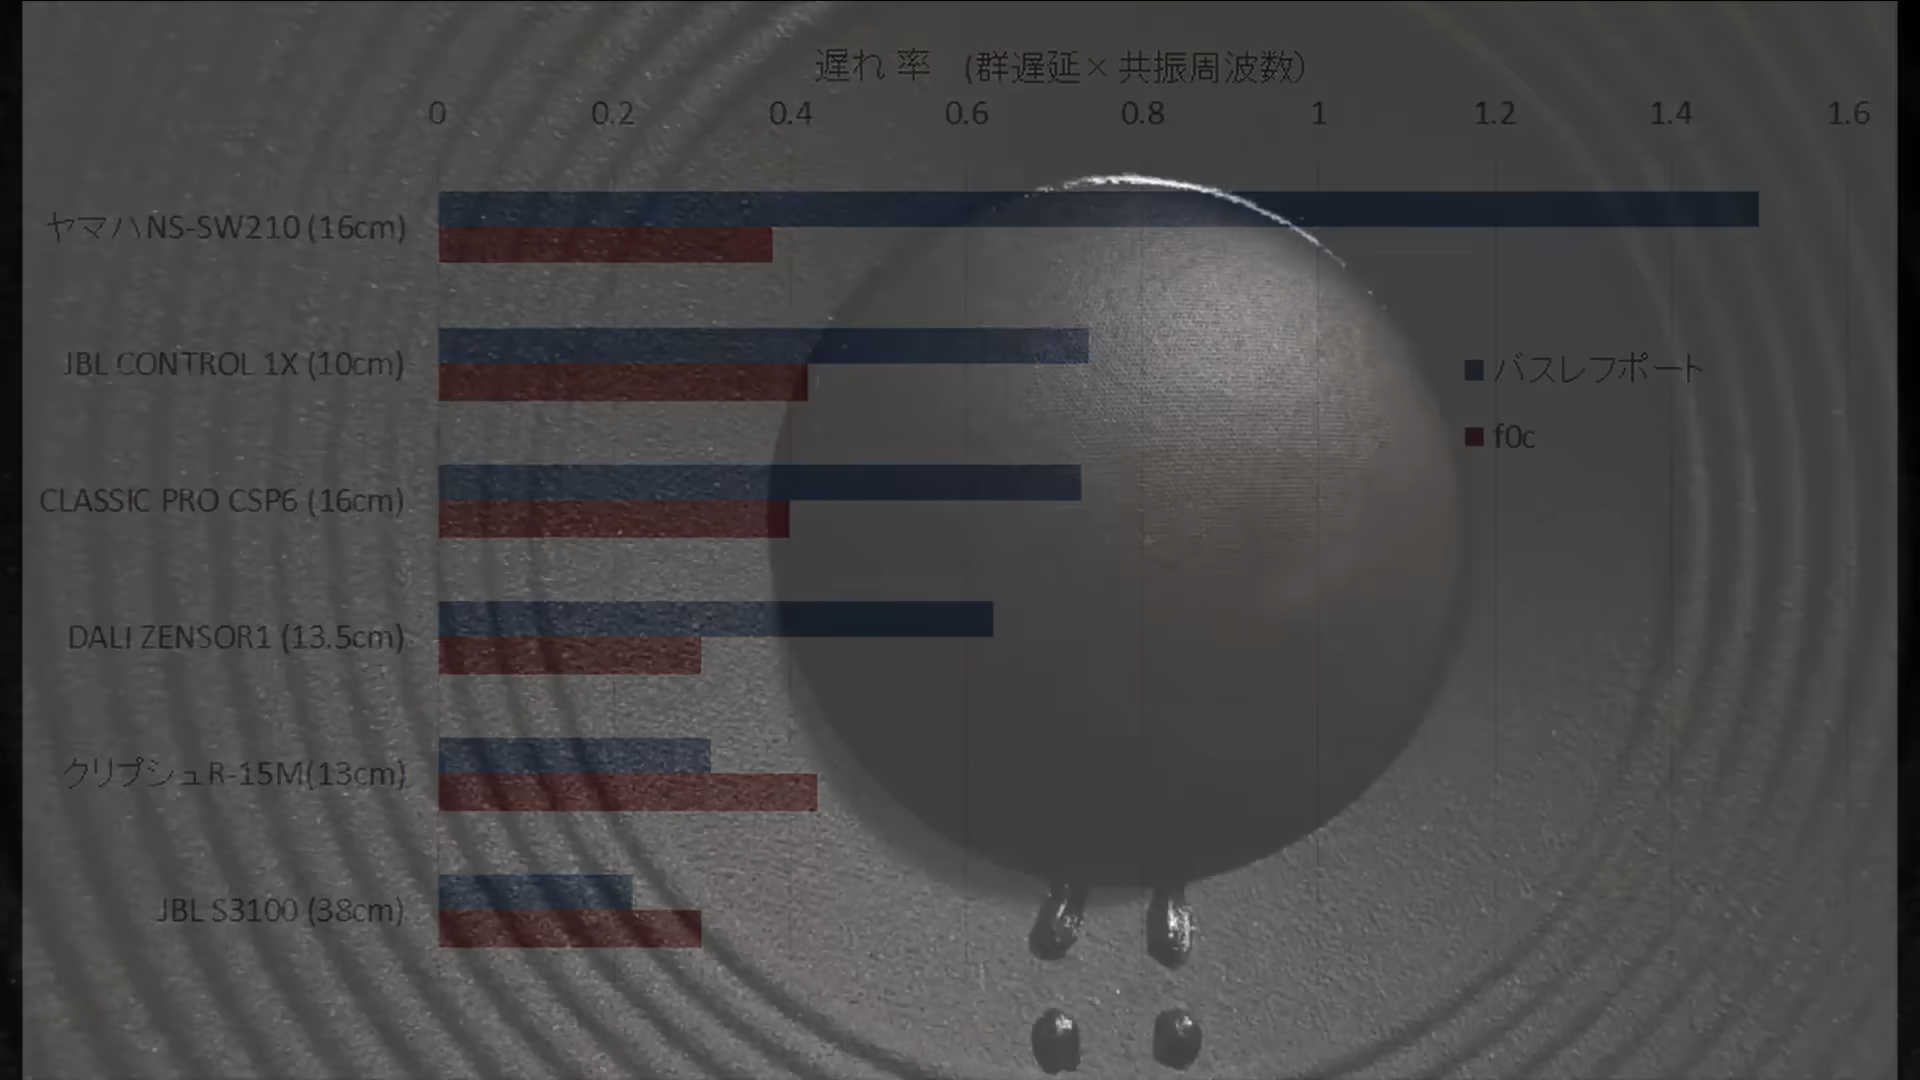 遅れ 率 (群遅延× 共振周波数)
0 0.2 0.4 0.6 0.8 1 1.2 1.4 1.6
ヤマハNS-SW210 (16cm)
JBL CONTROL 1X (10cm)
CLASSIC PRO CSP6 (16cm)
DALI ZENSOR1 (13.5cm)
クリプシュR-15M(13cm)
JBL S3100 (38cm)
バスレフポート
f0c